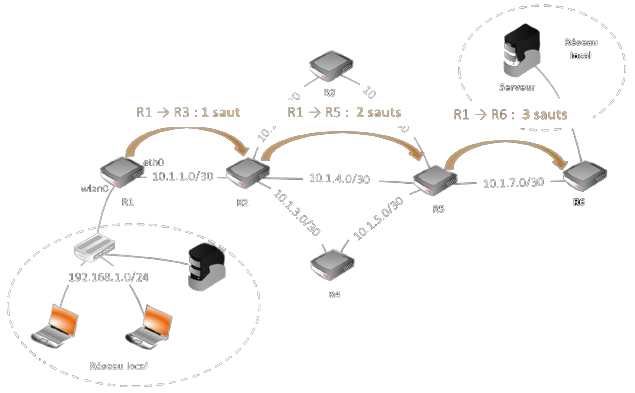 Réseau
local
Serveur
R3
R1 → R3 : 1 saut
R1 → R5 : 2 sauts
R1 → R6 : 3 sauts
eth0
wlan0
10.1.1.0/30
10.1.4.0/30
10.1.7.0/30
R1
R2
R5
R6
10.1.3.0/30
10.1.5.0/30
R4
192.168.1.0/24
Réseau local